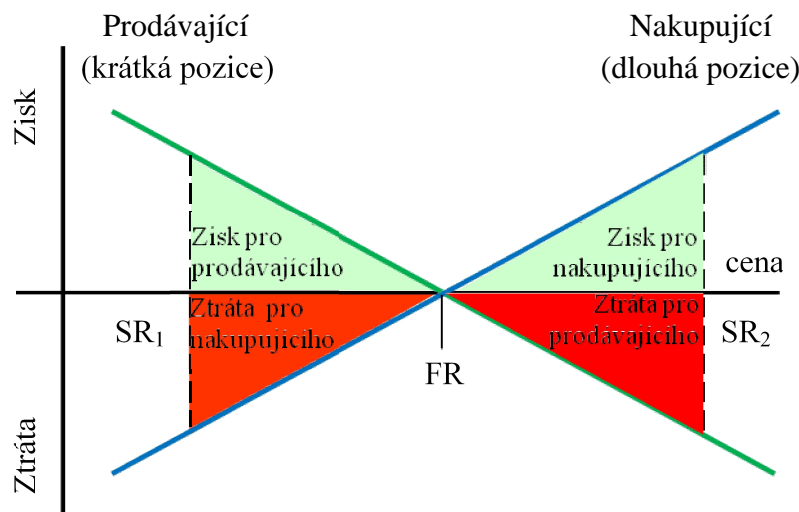 Prodávající
(krátká pozice)
Nakupující
(dlouhá pozice)
Zisk
Zisk pro
prodávajícího
Zisk pro
nakupujícího
cena
Ztráta pro
nakupujícího
Ztráta pro
prodávajícího
SR1
SR2
FR
Ztráta